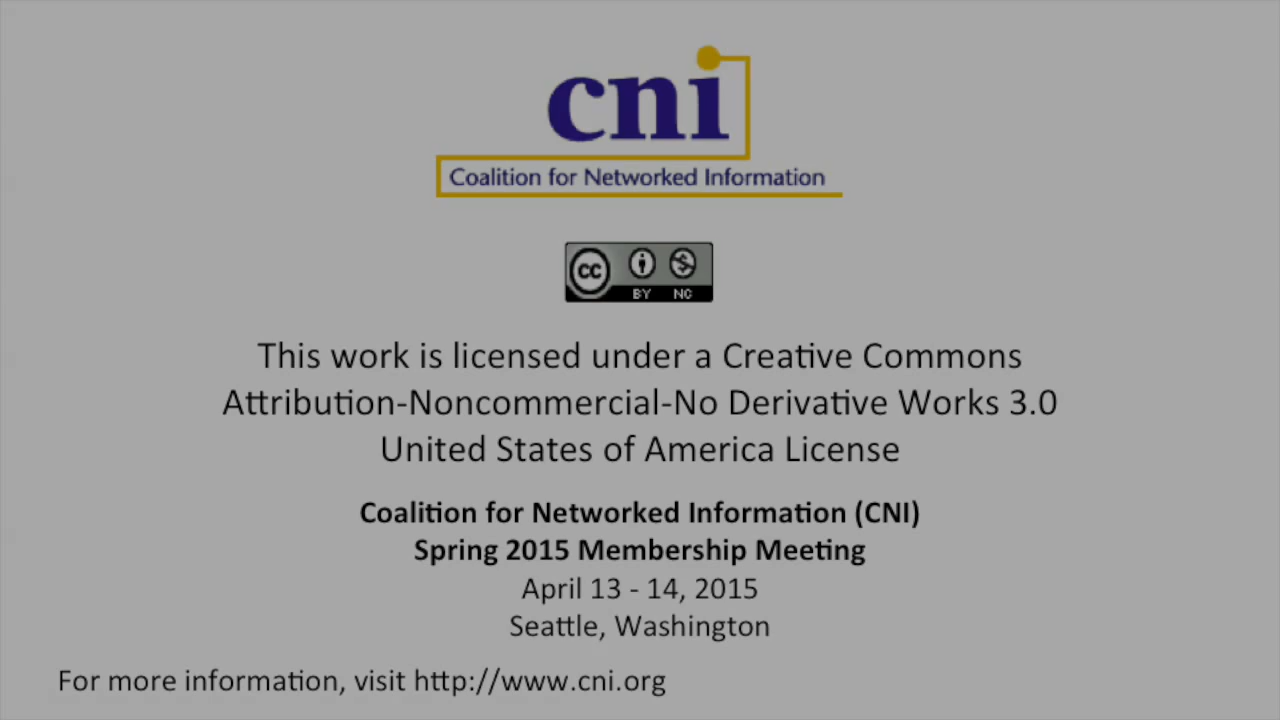 cni
Coalition for Networked Information
cc
BY NC
This work is licensed under a Creative Commons
Attribution-Noncommercial-No Derivative Works 3.0
United States of America License
Coalition for Networked Information (CNI)
Spring 2015 Membership Meeting
April 13 - 14, 2015
Seattle, Washington
For more information, visit http://www.cni.org